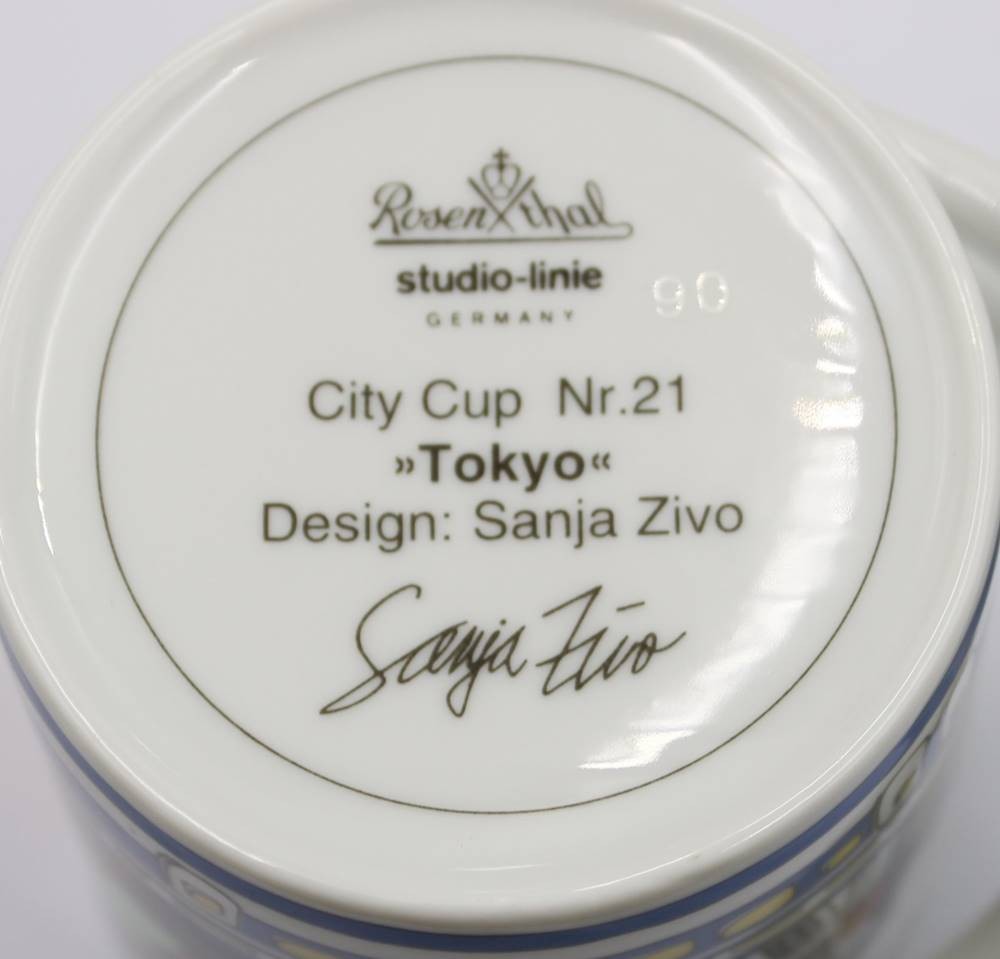 Rosenthal
studio-linie
GERMANY
90
City Cup Nr.21
»Tokyo«
Design: Sanja Zivo
Sanja Zivo